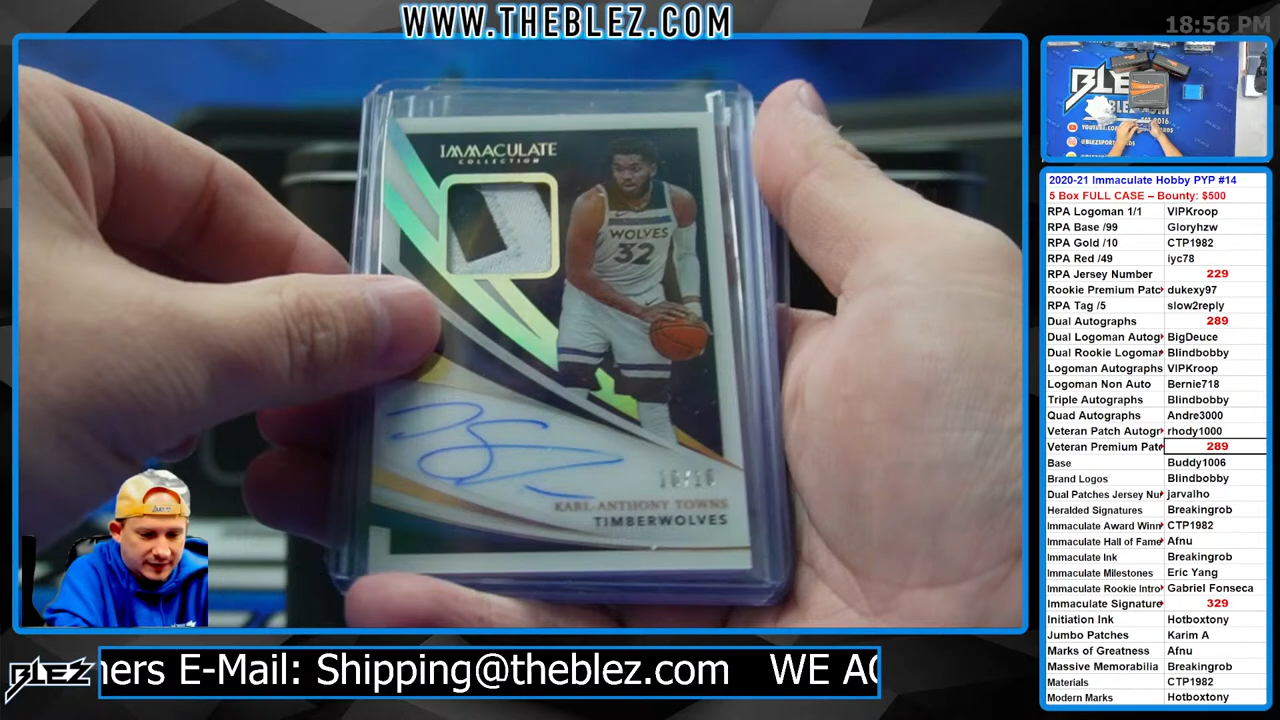 WWW.THEBLEZ.COM
18:56 PM
IMMACULATE
COLLECTION
WOLVES
32
KARL-ANTHONY TOWNS
TIMBERWOLVES
BLEZ
ners E-Mail: Shipping@theblez.com WE AC
2020-21 Immaculate Hobby PYP #14
5 Box FULL CASE – Bounty: $500
RPA Logoman 1/1 VIPKroop
RPA Base /99 Gloryhzw
RPA Gold /10 CTP1982
RPA Red /49 iyc78
RPA Jersey Number 229
Rookie Premium Patc dukexy97
RPA Tag /5 slow2reply
Dual Autographs 289
Dual Logoman Autog BigDeuce
Dual Rookie Logomar Blindbobby
Logoman Autographs VIPKroop
Logoman Non Auto Bernie718
Triple Autographs Blindbobby
Quad Autographs Andre3000
Veteran Patch Autogr rhody1000
Veteran Premium Pate 289
Base Buddy1006
Brand Logos Blindbobby
Dual Patches Jersey Nu jarvalho
Heralded Signatures Breakingrob
Immaculate Award Winn CTP1982
Immaculate Hall of Fame Afnu
Immaculate Ink Breakingrob
Immaculate Milestones Eric Yang
Immaculate Rookie Intro Gabriel Fonseca
Immaculate Signature 329
Initiation Ink Hotboxtony
Jumbo Patches Karim A
Marks of Greatness Afnu
Massive Memorabilia Breakingrob
Materials CTP1982
Modern Marks Hotboxtony